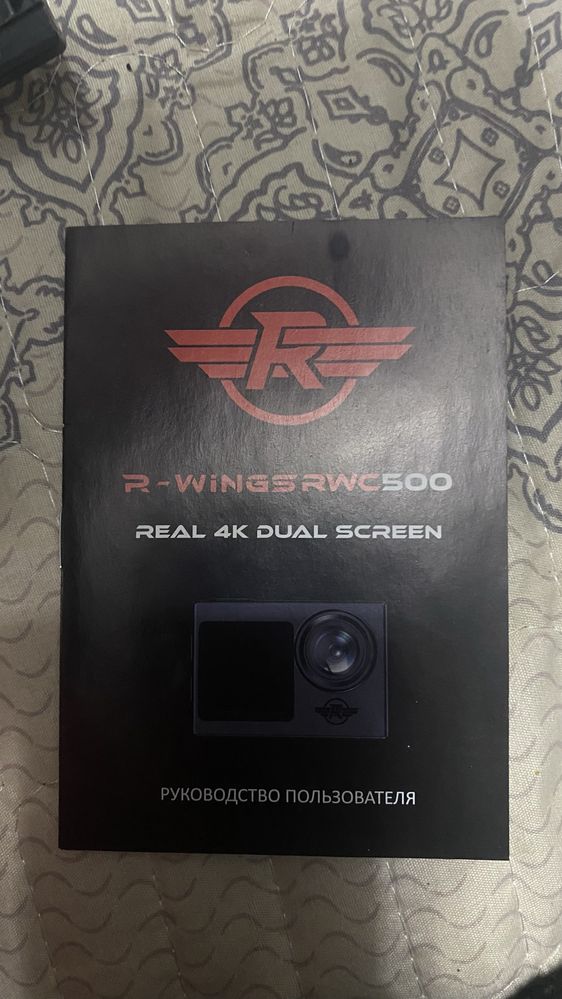 R-WiNGS RWC500
REAL 4K DUAL SCREEN
РУКОВОДСТВО ПОЛЬЗОВАТЕЛЯ